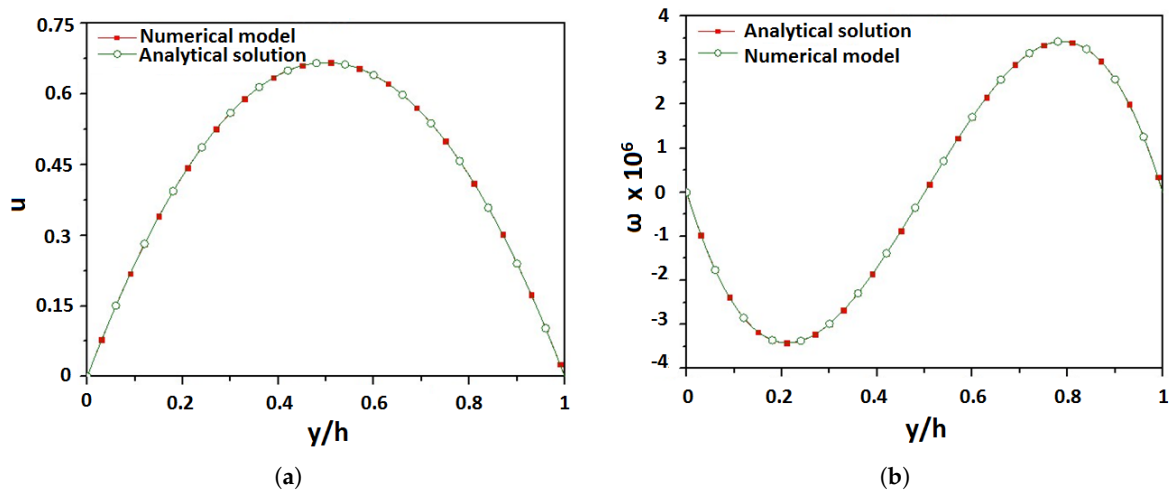 Numerical model
Analytical solution
0.75
0.6
0.45
0.3
0.15
0
u
0 0.2 0.4 0.6 0.8 1
y/h
(a)
Analytical solution
Numerical model
4
3
2
1
0
-1
-2
-3
-4
ω x 10⁶
0 0.2 0.4 0.6 0.8 1
y/h
(b)